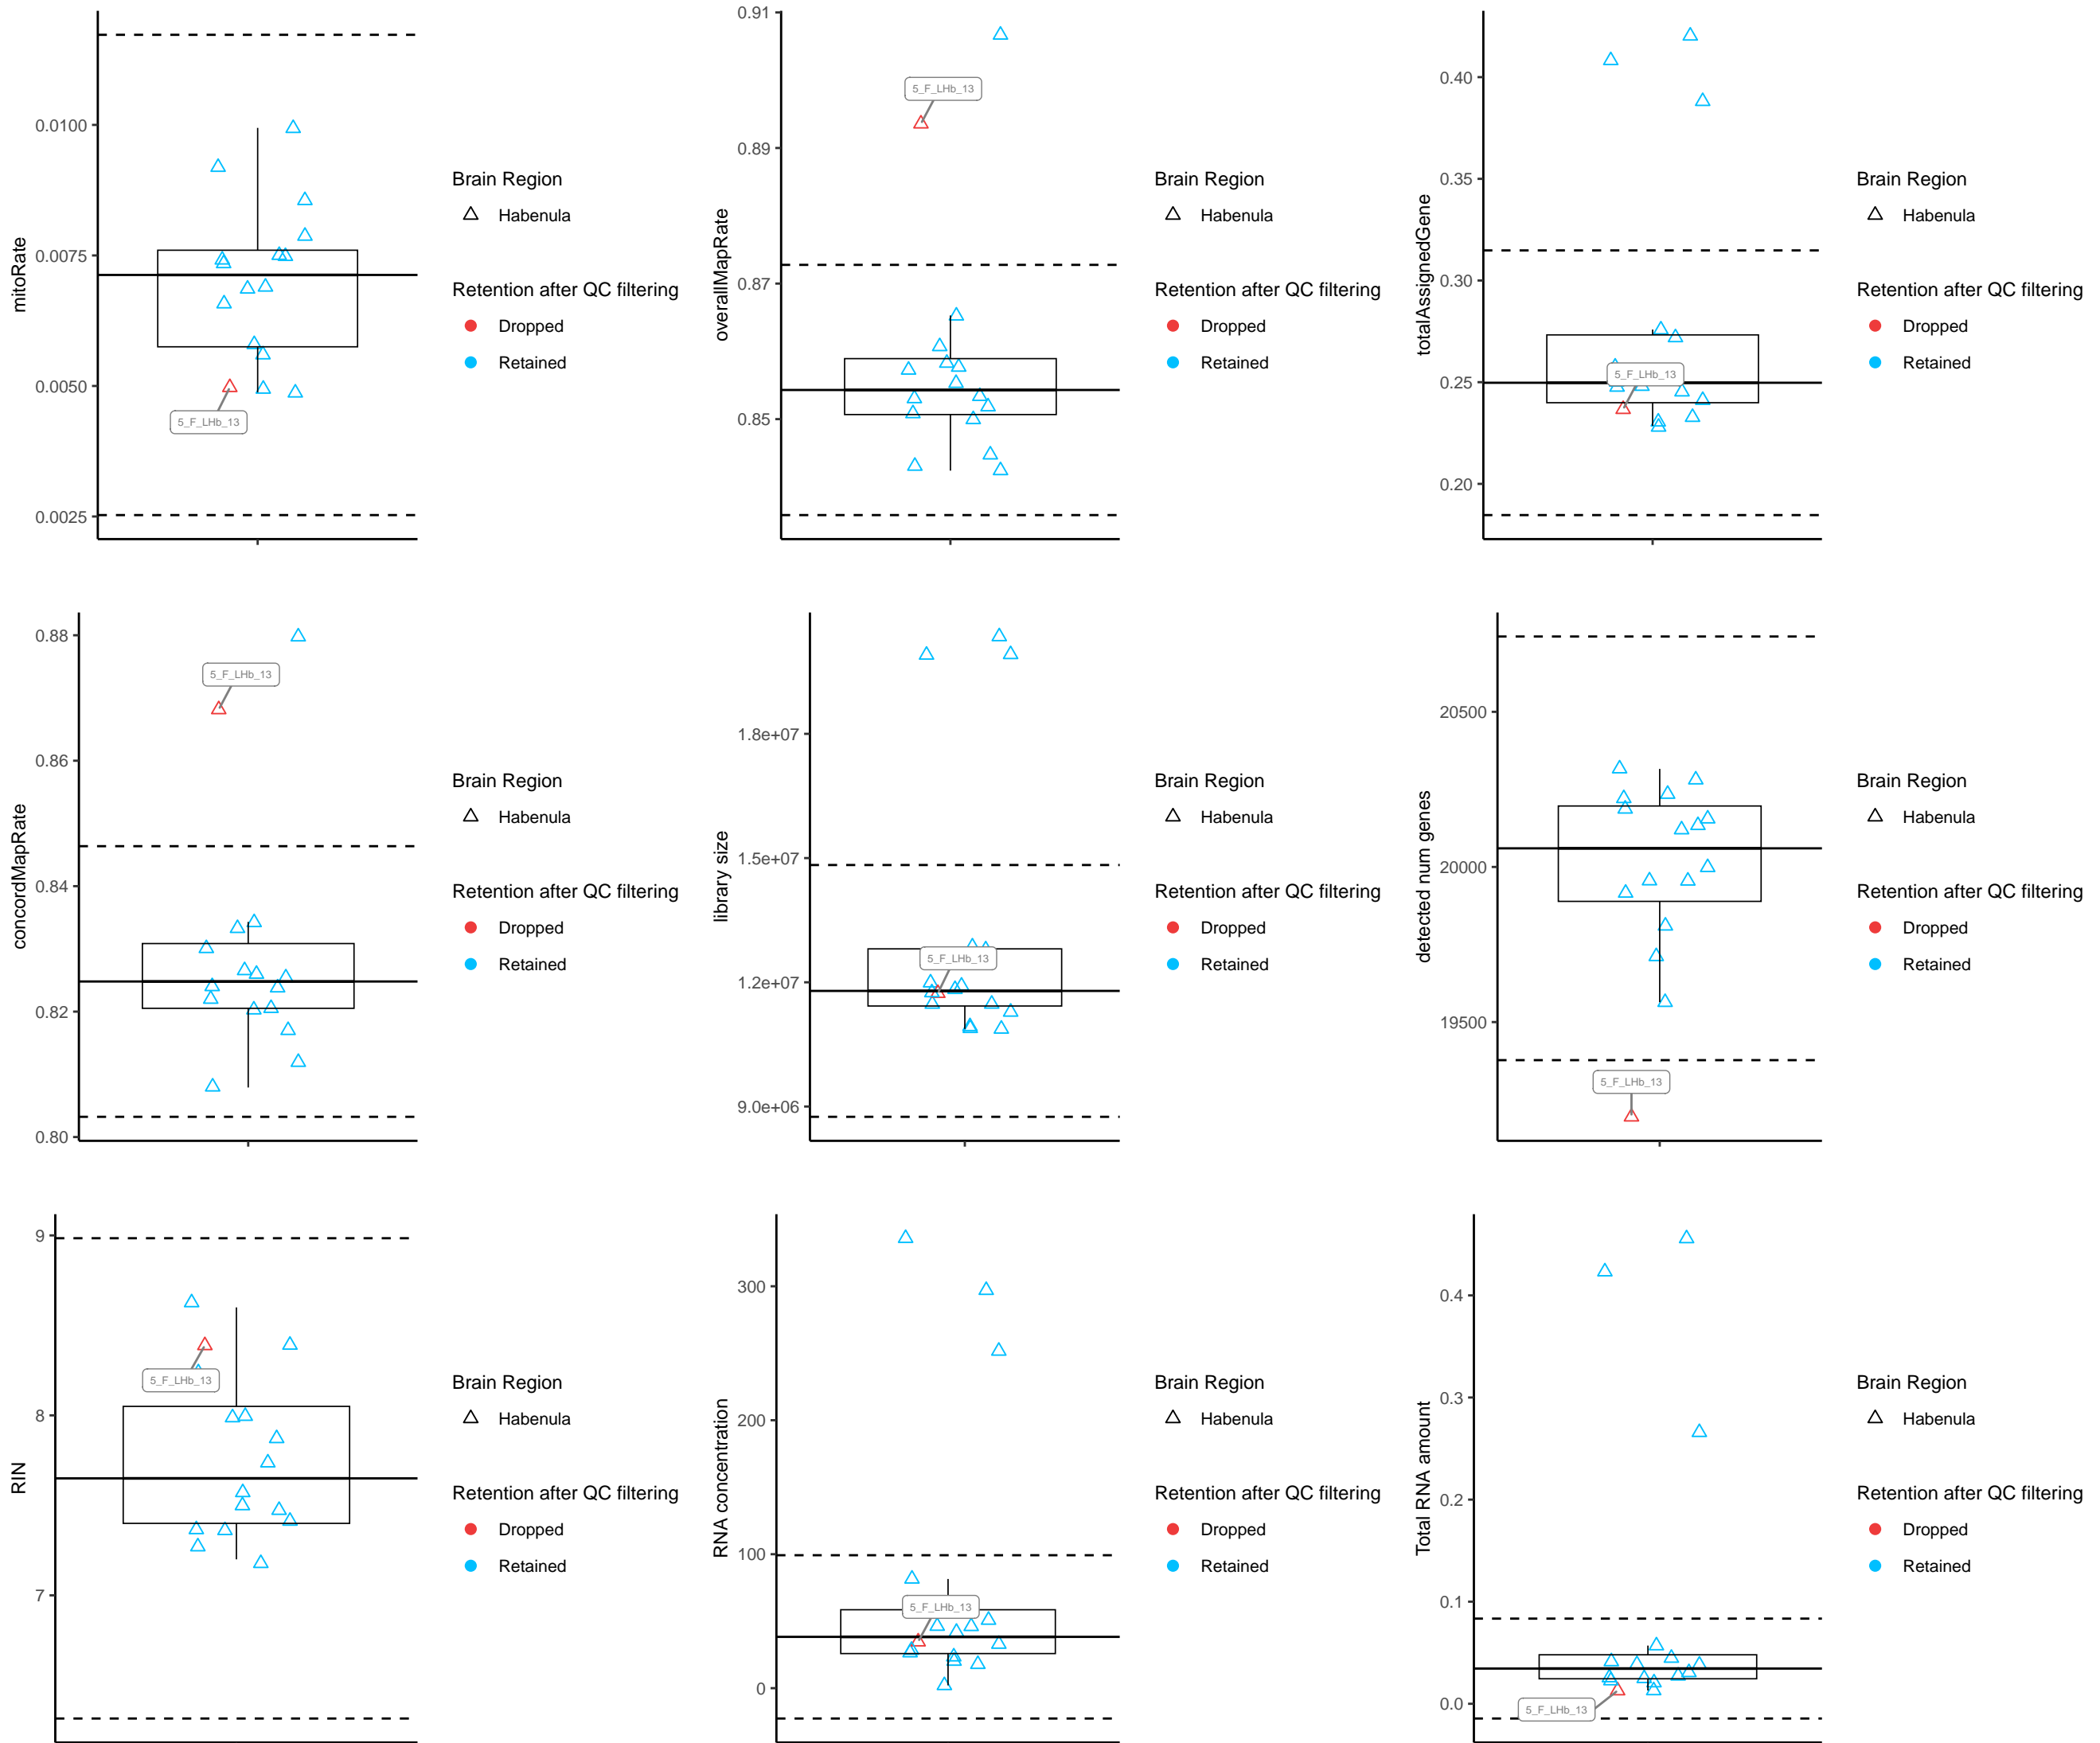 mitoRate
0.0100
0.0075
0.0050
0.0025
5_F_LHb_13
Brain Region
Habenula
Retention after QC filtering
Dropped
Retained
overallMapRate
0.91
0.89
0.87
0.85
5_F_LHb_13
Brain Region
Habenula
Retention after QC filtering
Dropped
Retained
totalAssignedGene
0.40
0.35
0.30
0.25
0.20
5_F_LHb_13
Brain Region
Habenula
Retention after QC filtering
Dropped
Retained
concordMapRate
0.88
0.86
0.84
0.82
0.80
5_F_LHb_13
Brain Region
Habenula
Retention after QC filtering
Dropped
Retained
library size
1.8e+07
1.5e+07
1.2e+07
9.0e+06
5_F_LHb_13
Brain Region
Habenula
Retention after QC filtering
Dropped
Retained
detected num genes
20500
20000
19500
5_F_LHb_13
Brain Region
Habenula
Retention after QC filtering
Dropped
Retained
RIN
9
8
7
5_F_LHb_13
Brain Region
Habenula
Retention after QC filtering
Dropped
Retained
RNA concentration
300
200
100
0
5_F_LHb_13
Brain Region
Habenula
Retention after QC filtering
Dropped
Retained
Total RNA amount
0.4
0.3
0.2
0.1
0.0
5_F_LHb_13
Brain Region
Habenula
Retention after QC filtering
Dropped
Retained